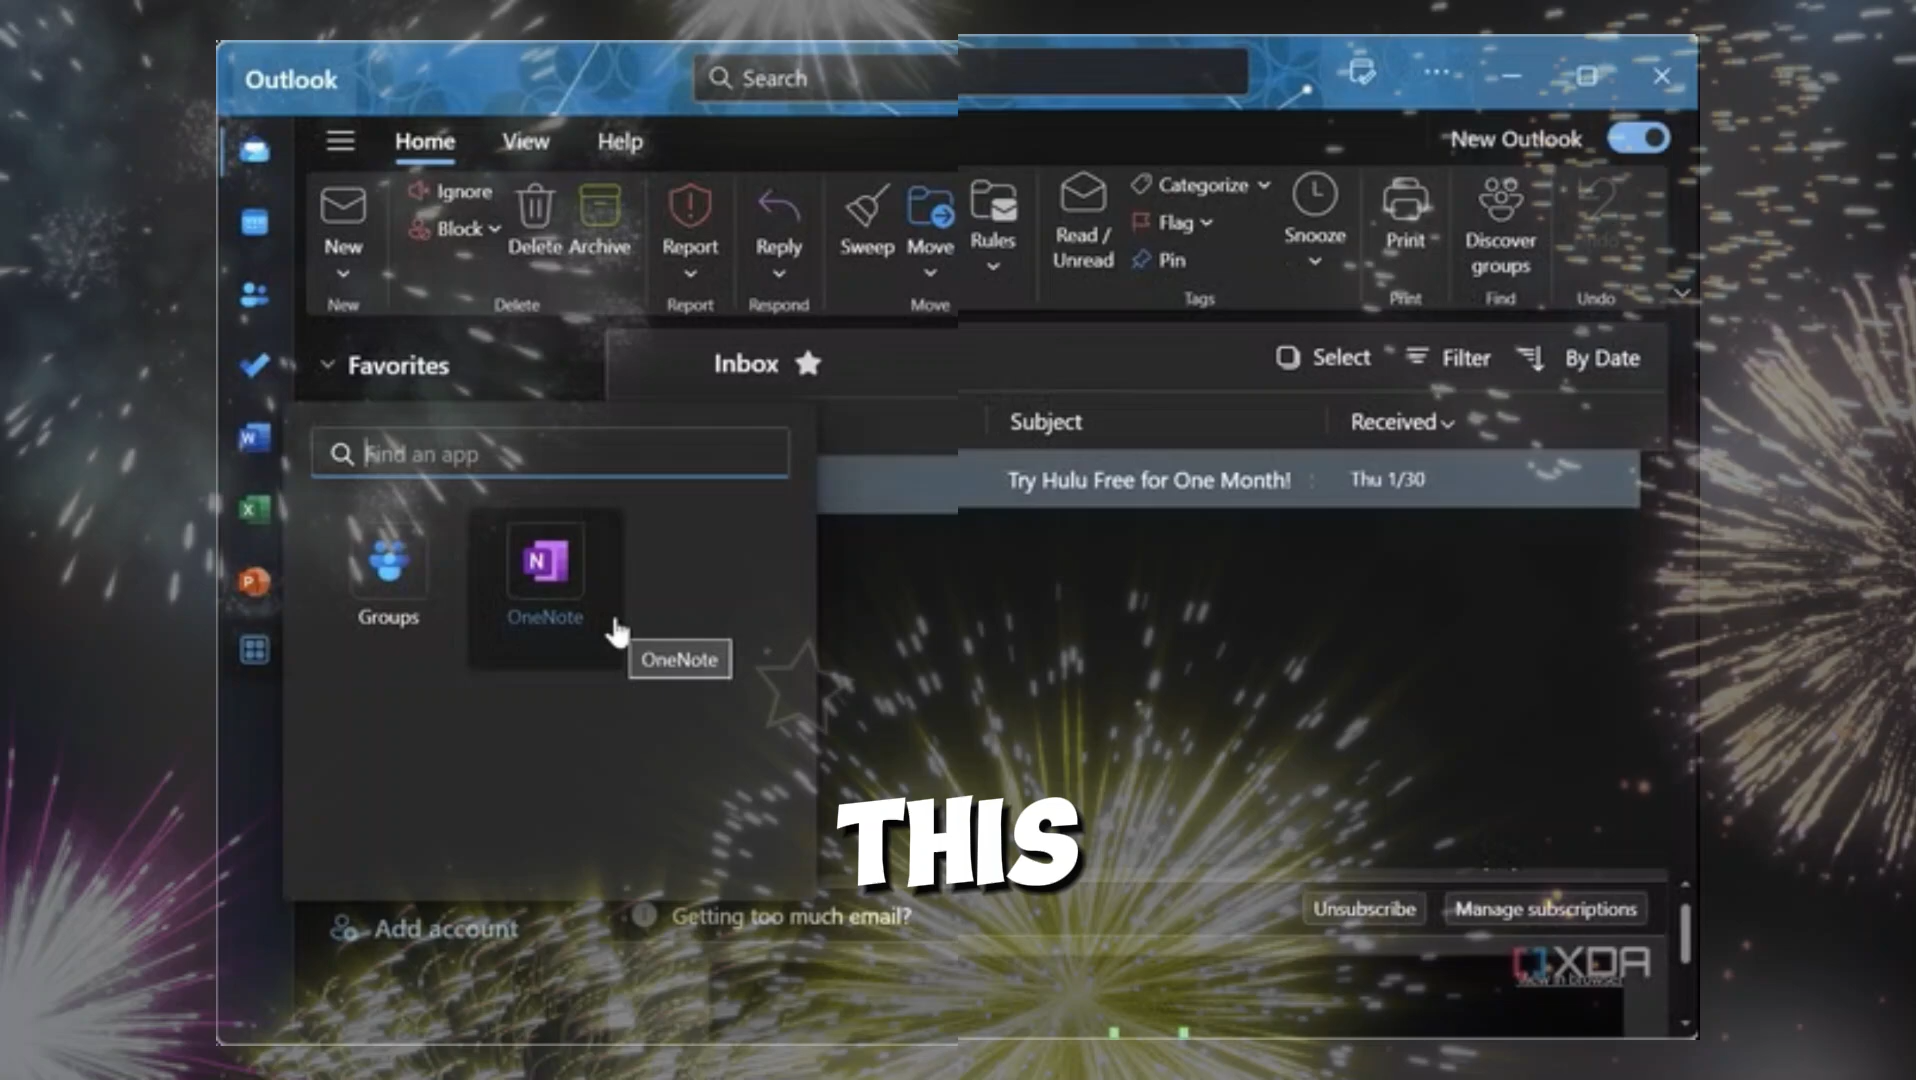 Outlook
Search
Home View Help
New Outlook
New
Ignore
Block
Delete
Archive
Report
Reply
Sweep
Move
Rules
Read /
Unread
Categorize
Flag
Pin
Snooze
Print
Discover
groups
New Delete Report Respond Move Tags Print Find Undo
Favorites
Inbox
Select
Filter
By Date
Subject
Received
Find an app
Try Hulu Free for One Month!
Thu 1/30
W
X
P
N
Groups
OneNote
OneNote
THIS
Add account
Getting too much email?
Unsubscribe
Manage subscriptions
XDA
View in browser